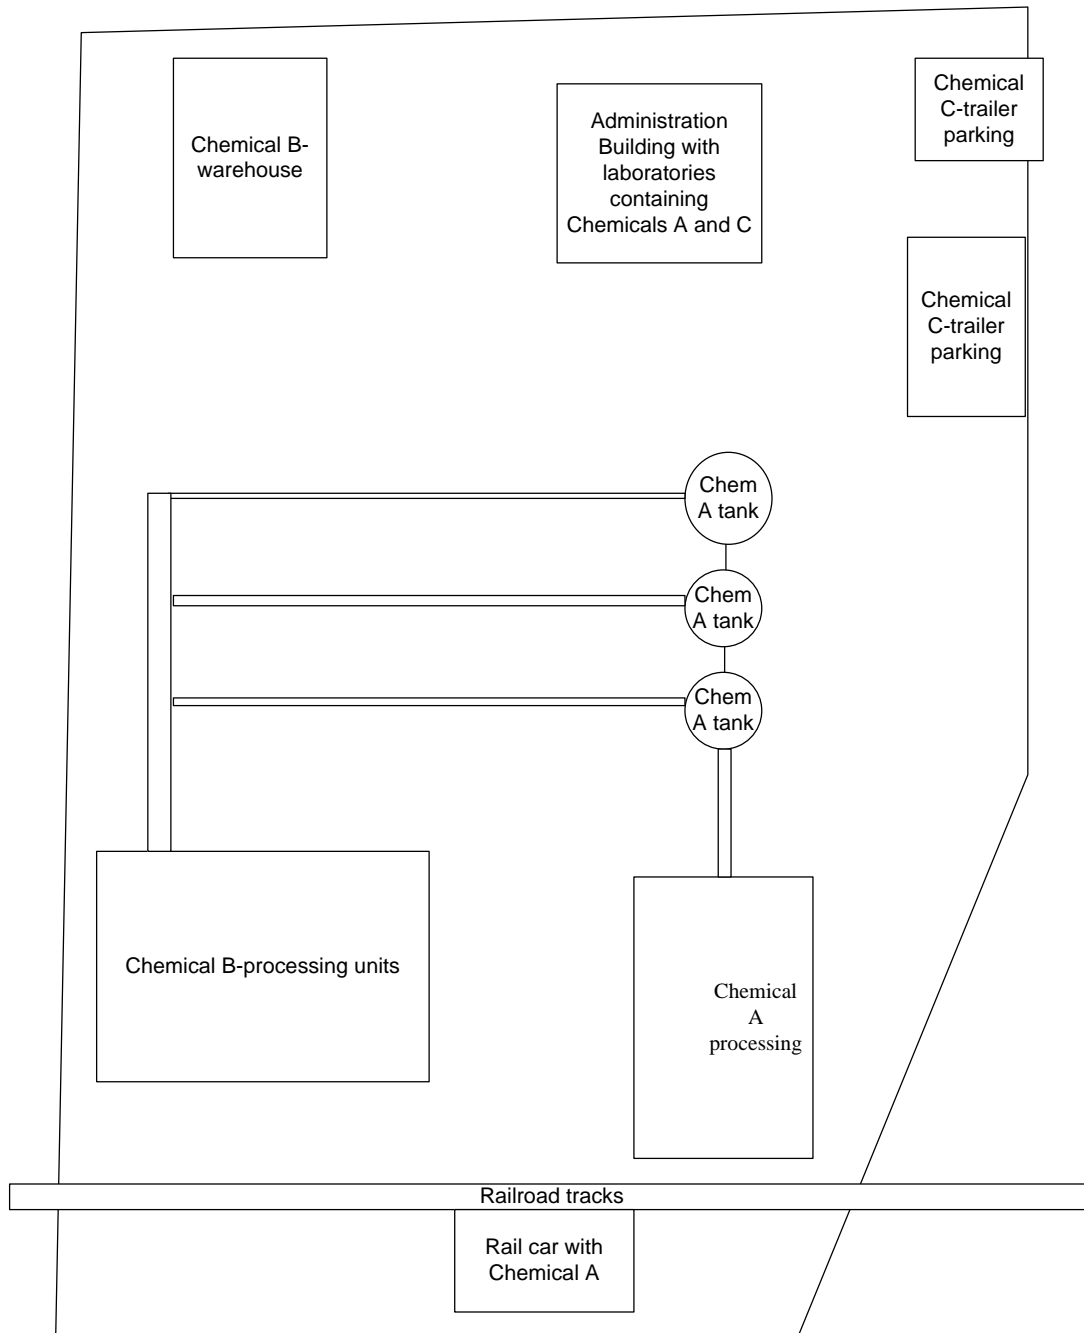 Chemical B-
warehouse
Administration
Building with
laboratories
containing
Chemicals A and C
Chemical
C-trailer
parking
Chemical
C-trailer
parking
Chem
A tank
Chem
A tank
Chem
A tank
Chemical B-processing units
Chemical
A
processing
Railroad tracks
Rail car with
Chemical A